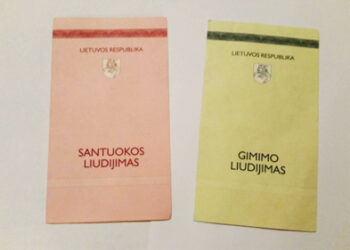 LIETUVOS RESPUBLIKA
SANTUOKOS
LIUDIJIMAS
LIETUVOS RESPUBLIKA
GIMIMO
LIUDIJIMAS